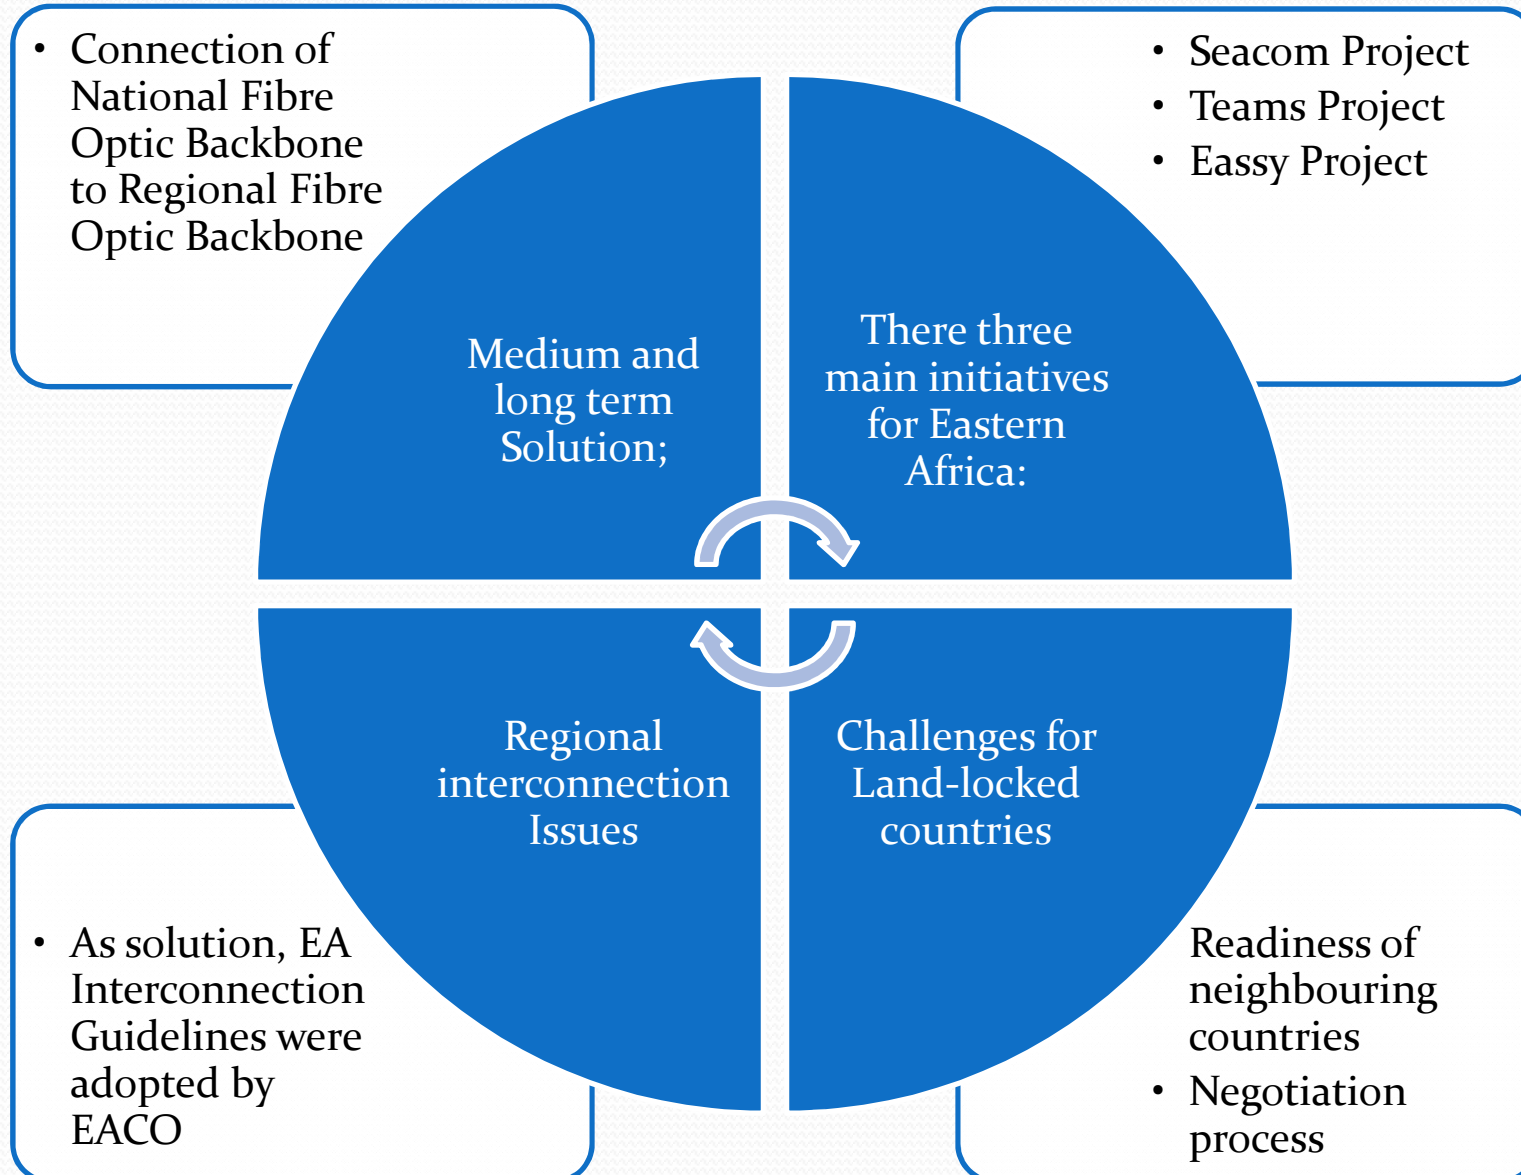 • Connection of
National Fibre
Optic Backbone
to Regional Fibre
Optic Backbone
• Seacom Project
• Teams Project
• Eassy Project
Medium and
long term
Solution;
There three
main initiatives
for Eastern
Africa:
Regional
interconnection
Issues
Challenges for
Land-locked
countries
• As solution, EA
Interconnection
Guidelines were
adopted by
EACO
Readiness of
neighbouring
countries
• Negotiation
process